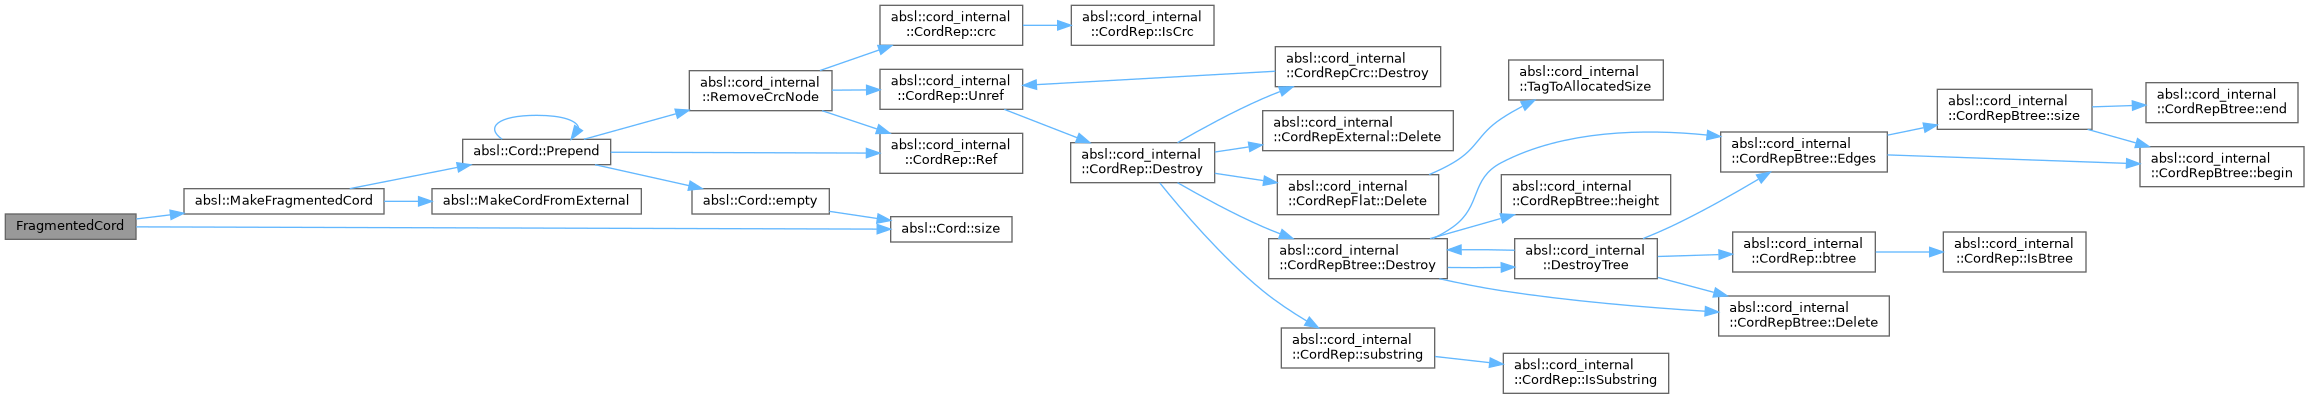 FragmentedCord
absl::MakeFragmentedCord
absl::Cord::Prepend
absl::MakeCordFromExternal
absl::cord_internal
::RemoveCrcNode
absl::Cord::empty
absl::cord_internal
::CordRep::crc
absl::cord_internal
::CordRep::Unref
absl::cord_internal
::CordRep::Ref
absl::Cord::size
absl::cord_internal
::CordRep::IsCrc
absl::cord_internal
::CordRep::Destroy
absl::cord_internal
::CordRepCrc::Destroy
absl::cord_internal
::CordRepExternal::Delete
absl::cord_internal
::CordRepFlat::Delete
absl::cord_internal
::CordRepBtree::Destroy
absl::cord_internal
::CordRep::substring
absl::cord_internal
::TagToAllocatedSize
absl::cord_internal
::CordRepBtree::height
absl::cord_internal
::DestroyTree
absl::cord_internal
::CordRep::IsSubstring
absl::cord_internal
::CordRepBtree::Edges
absl::cord_internal
::CordRep::btree
absl::cord_internal
::CordRepBtree::Delete
absl::cord_internal
::CordRepBtree::size
absl::cord_internal
::CordRep::IsBtree
absl::cord_internal
::CordRepBtree::end
absl::cord_internal
::CordRepBtree::begin